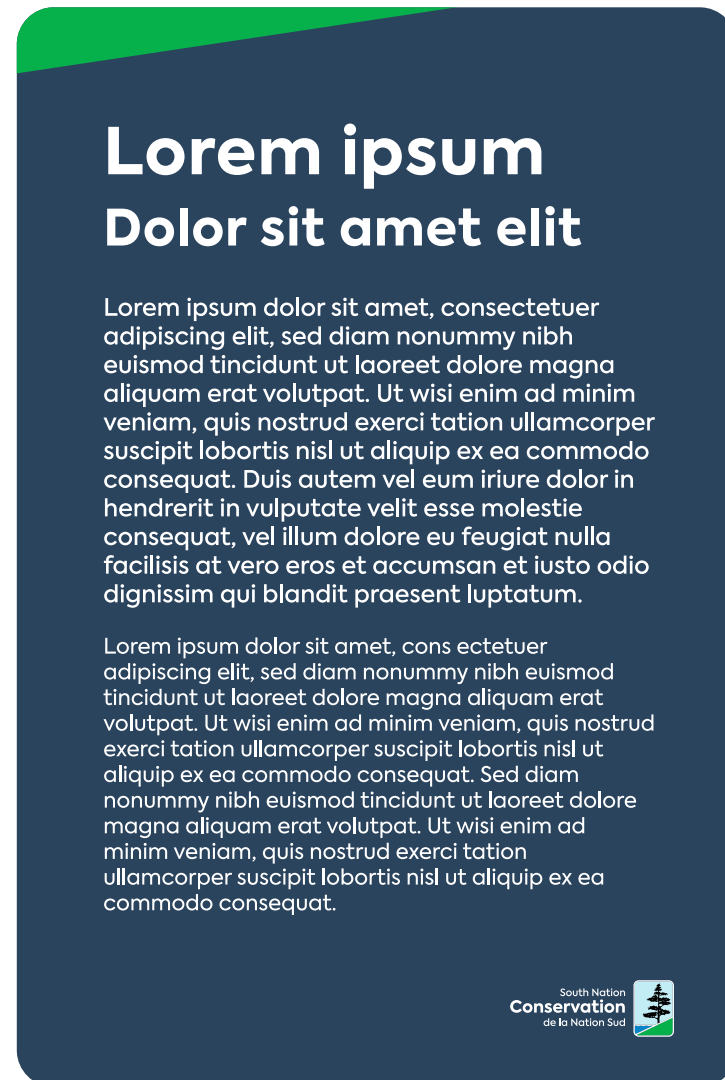 Lorem ipsum
Dolor sit amet elit
Lorem ipsum dolor sit amet, consectetuer
adipiscing elit, sed diam nonummy nibh
euismod tincidunt ut laoreet dolore magna
aliquam erat volutpat. Ut wisi enim ad minim
veniam, quis nostrud exerci tation ullamcorper
suscipit lobortis nisl ut aliquip ex ea commodo
consequat. Duis autem vel eum iriure dolor in
hendrerit in vulputate velit esse molestie
consequat, vel illum dolore eu feugiat nulla
facilisis at vero eros et accumsan et iusto odio
dignissim qui blandit praesent luptatum.
Lorem ipsum dolor sit amet, cons ectetuer
adipiscing elit, sed diam nonummy nibh euismod
tincidunt ut laoreet dolore magna aliquam erat
volutpat. Ut wisi enim ad minim veniam, quis nostrud
exerci tation ullamcorper suscipit lobortis nisl ut
aliquip ex ea commodo consequat. Sed diam
nonummy nibh euismod tincidunt ut laoreet dolore
magna aliquam erat volutpat. Ut wisi enim ad
minim veniam, quis nostrud exerci tation
ullamcorper suscipit lobortis nisl ut aliquip ex ea
commodo consequat.
South Nation
Conservation
de la Nation Sud